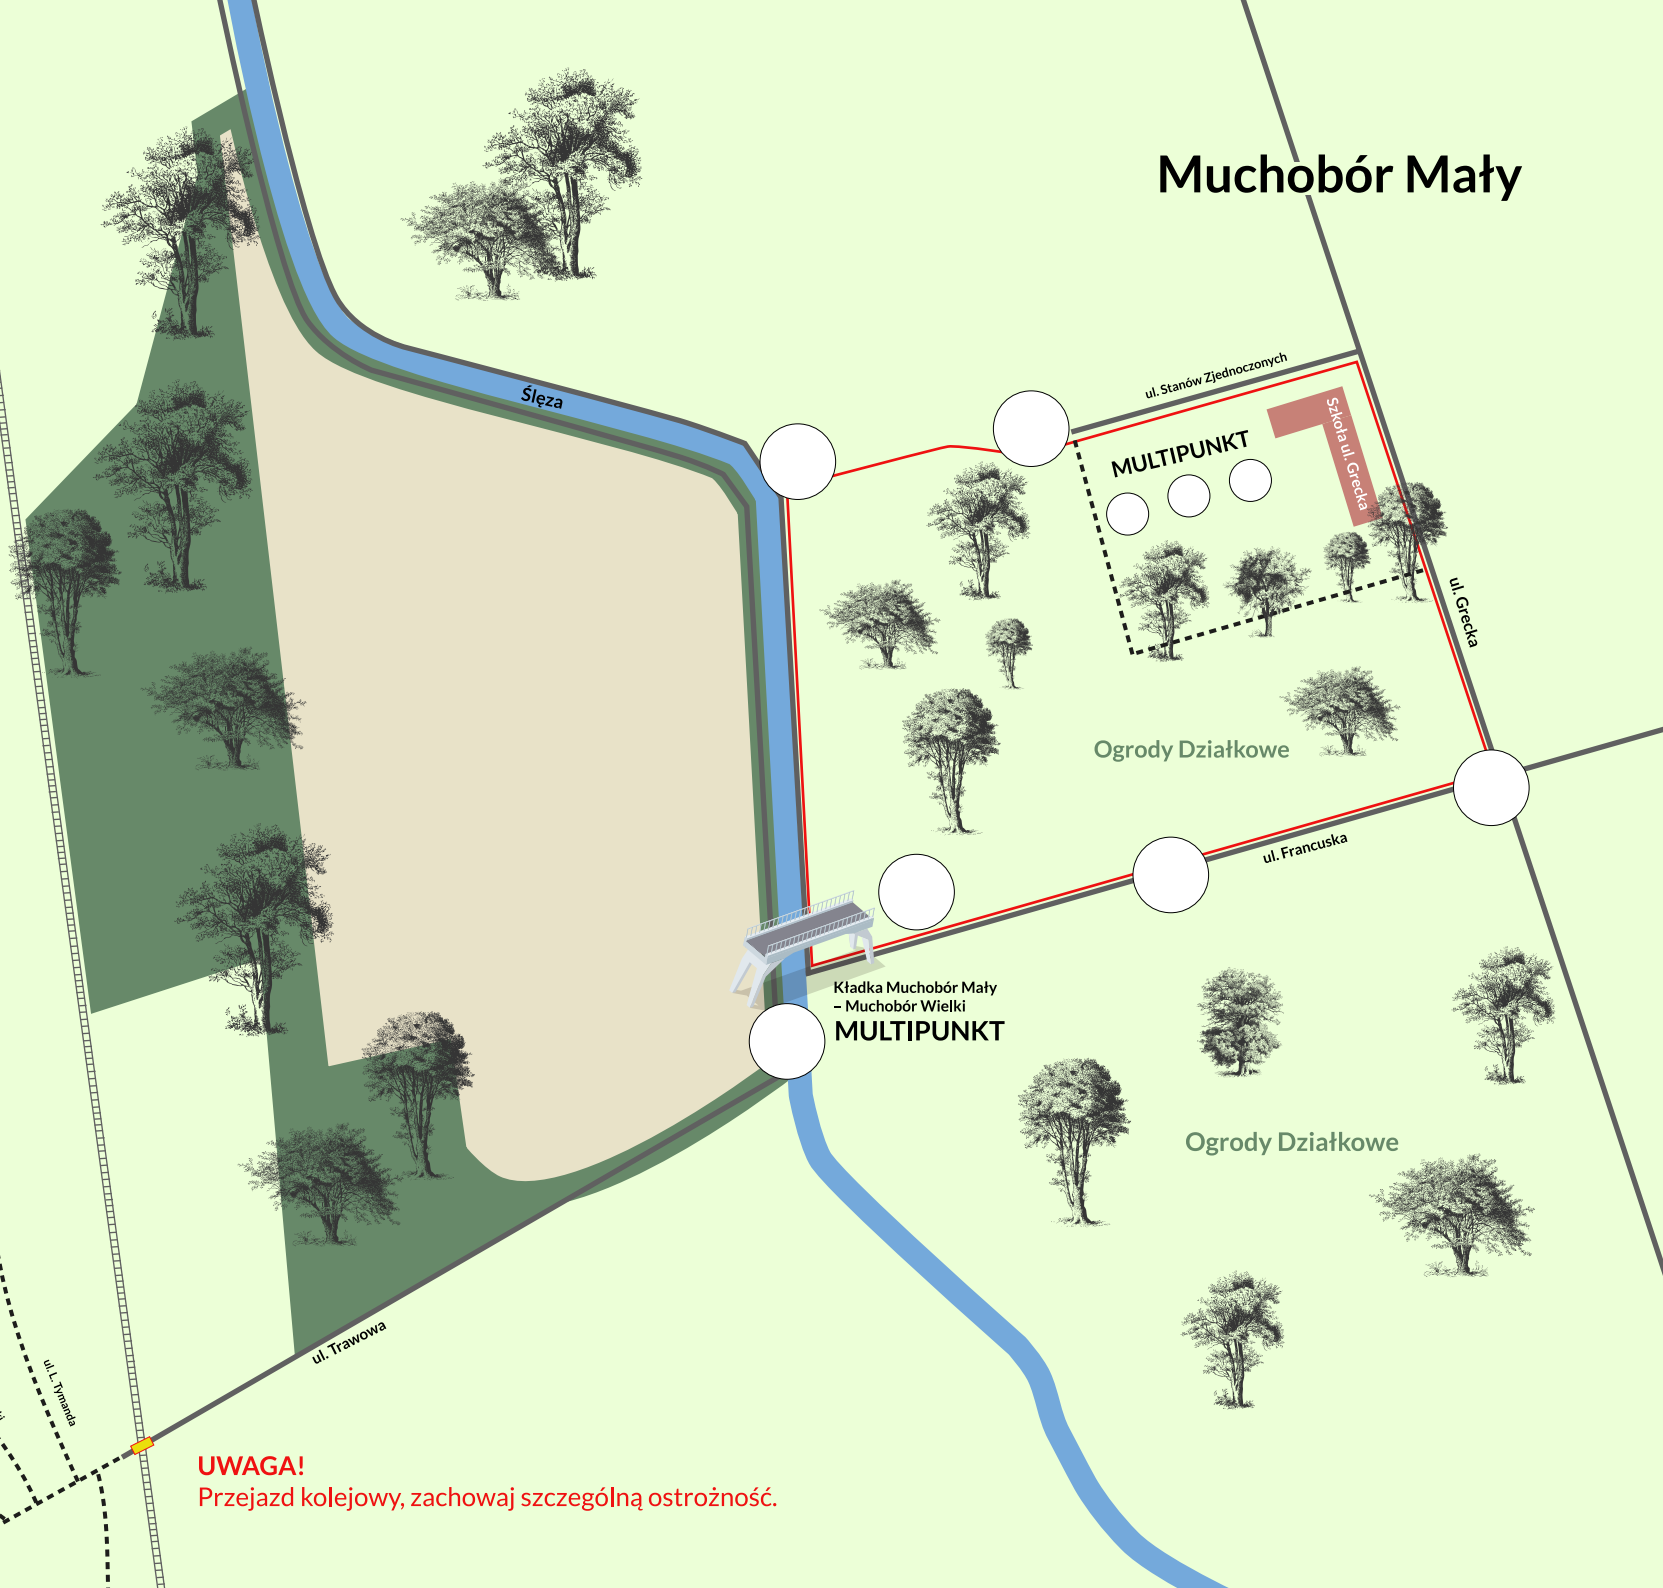 Muchobór Mały
ul. Stanów Zjednoczonych
Ślęza
MULTIPUNKT
Szkoła ul. Grecka
ul. Grecka
Ogrody Działkowe
ul. Francuska
Kładka Muchobór Mały
– Muchobór Wielki
MULTIPUNKT
Ogrody Działkowe
ul. Trawowa
ul. L. Tymanda
UWAGA!
Przejazd kolejowy, zachowaj szczególną ostrożność.